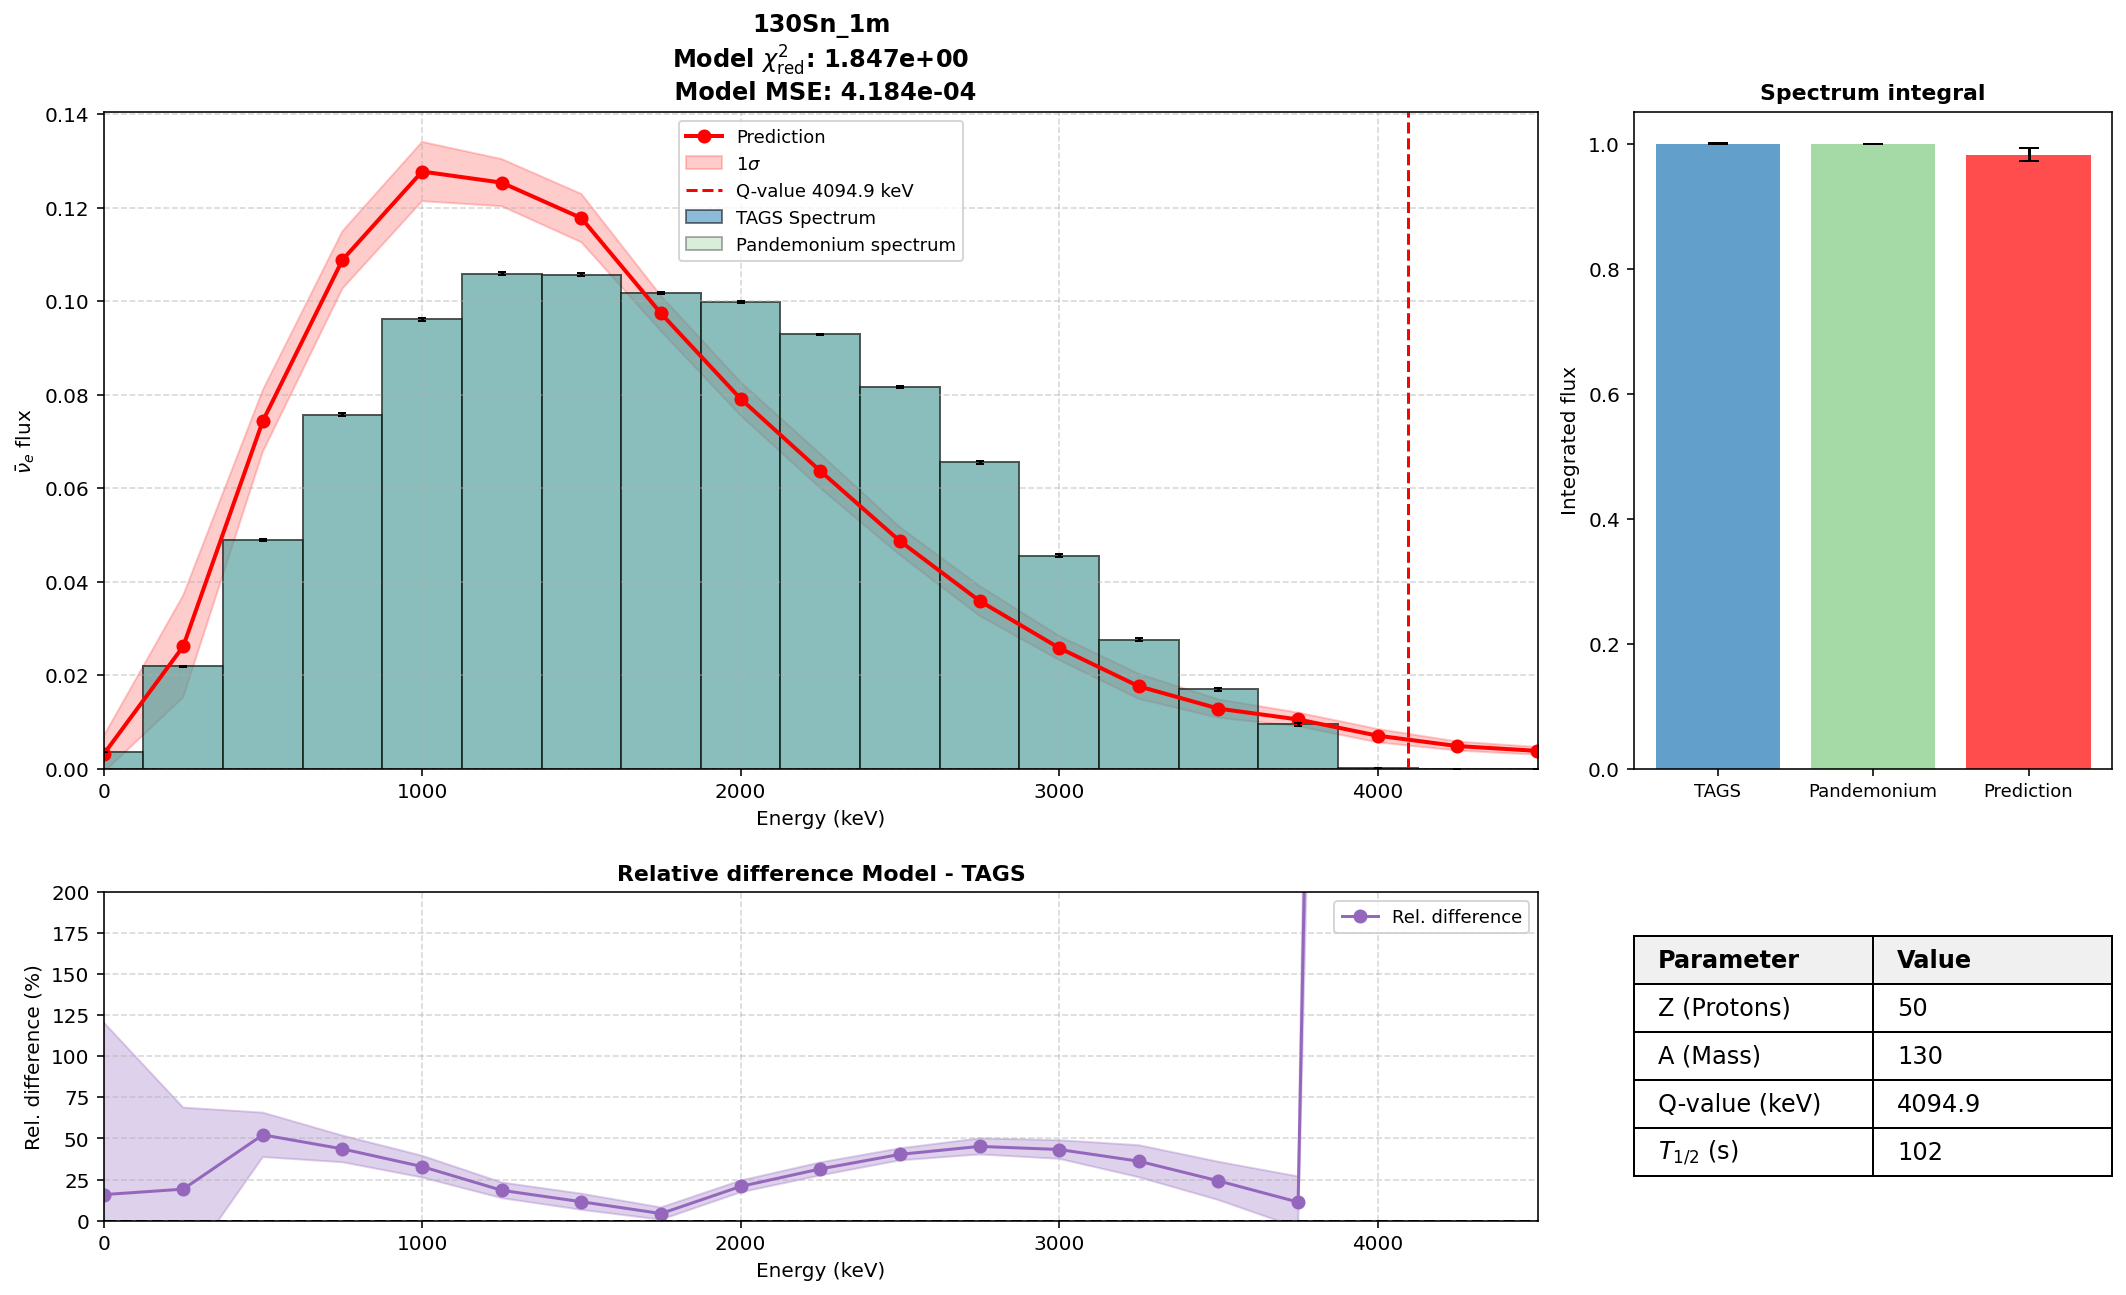 130Sn_1m
Model χ²red: 1.847e+00
Model MSE: 4.184e-04
0.14
0.12
0.10
0.08
0.06
0.04
0.02
0.00
ν̄e flux
Prediction
1σ
Q-value 4094.9 keV
TAGS Spectrum
Pandemonium spectrum
0 1000 2000 3000 4000
Energy (keV)
Spectrum integral
1.0
0.8
0.6
0.4
0.2
0.0
Integrated flux
TAGS Pandemonium Prediction
Relative difference Model - TAGS
200
175
150
125
100
75
50
25
0
Rel. difference (%)
Rel. difference
0 1000 2000 3000 4000
Energy (keV)
Parameter Value
Z (Protons) 50
A (Mass) 130
Q-value (keV) 4094.9
T1/2 (s) 102